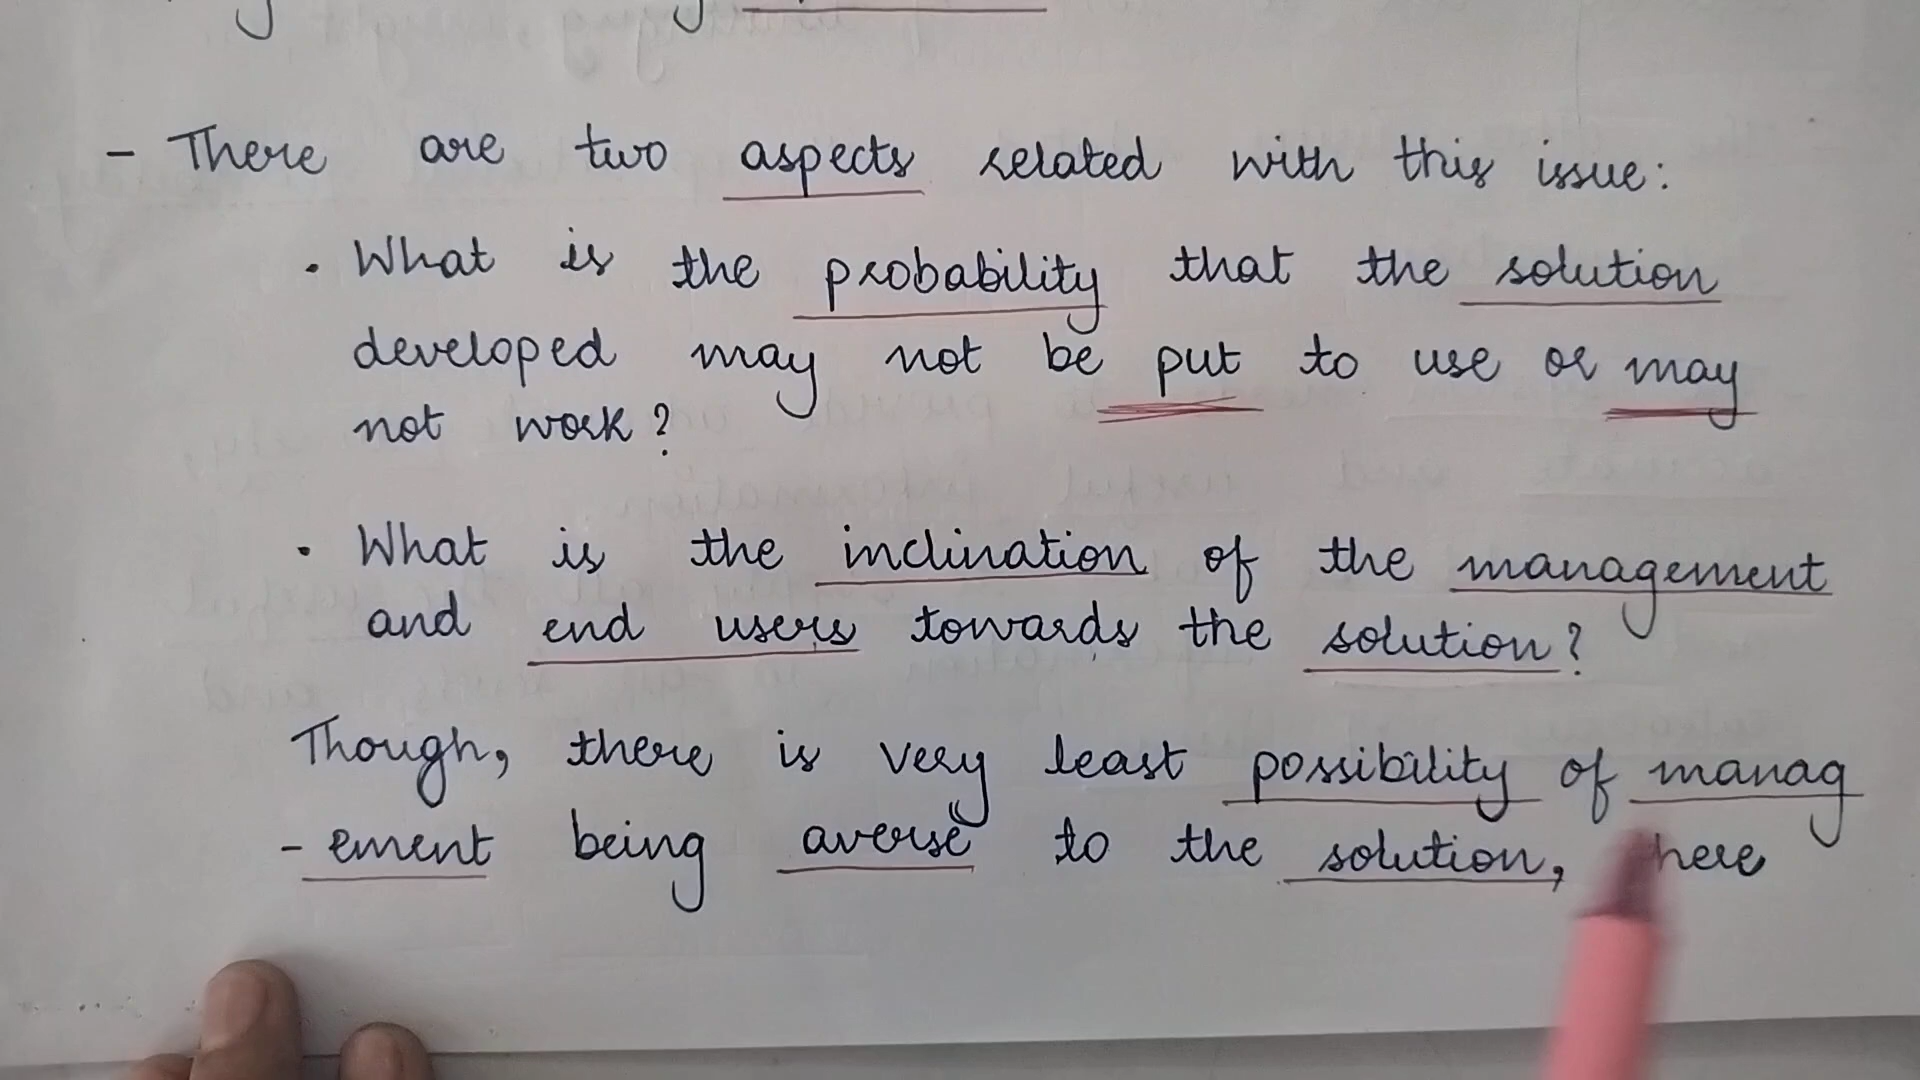 - There are two aspects related with this issue:
. What is the probability that the solution
developed may not be put to use or may
not work?
. What is the inclination of the management
and end users towards the solution?
Though, there is very least possibility of manag
- ement being averse to the solution, there